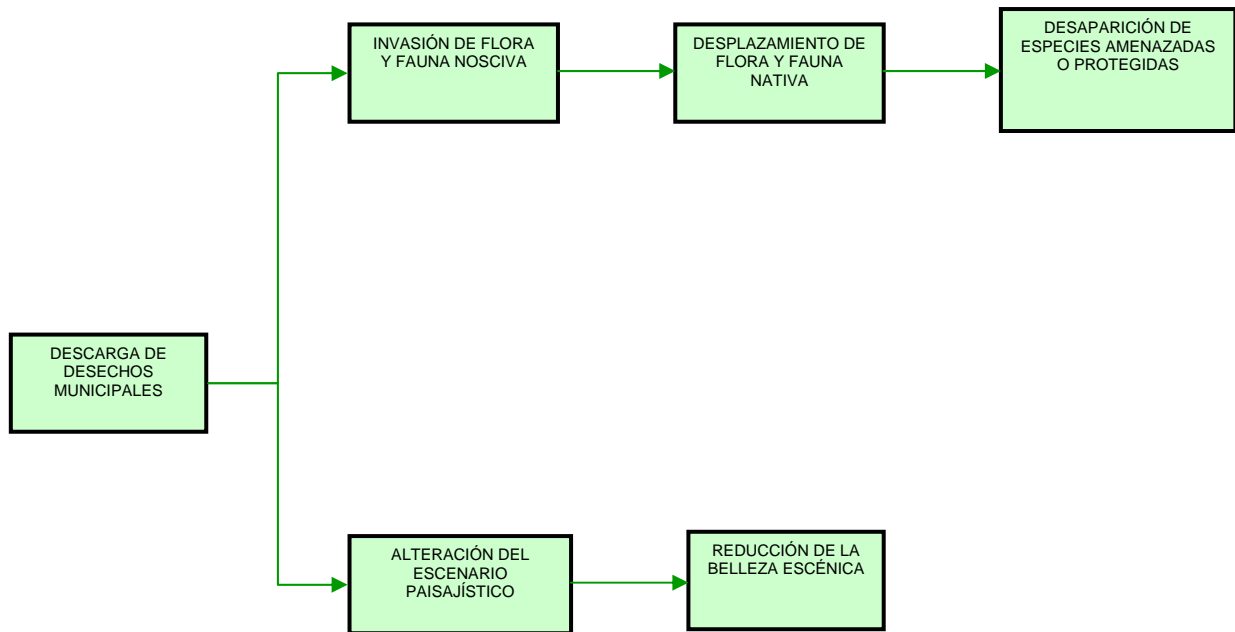 INVASIÓN DE FLORA
Y FAUNA NOSCIVA
DESPLAZAMIENTO DE
FLORA Y FAUNA
NATIVA
DESAPARICIÓN DE
ESPECIES AMENAZADAS
O PROTEGIDAS
DESCARGA DE
DESECHOS
MUNICIPALES
ALTERACIÓN DEL
ESCENARIO
PAISAJÍSTICO
REDUCCIÓN DE LA
BELLEZA ESCÉNICA